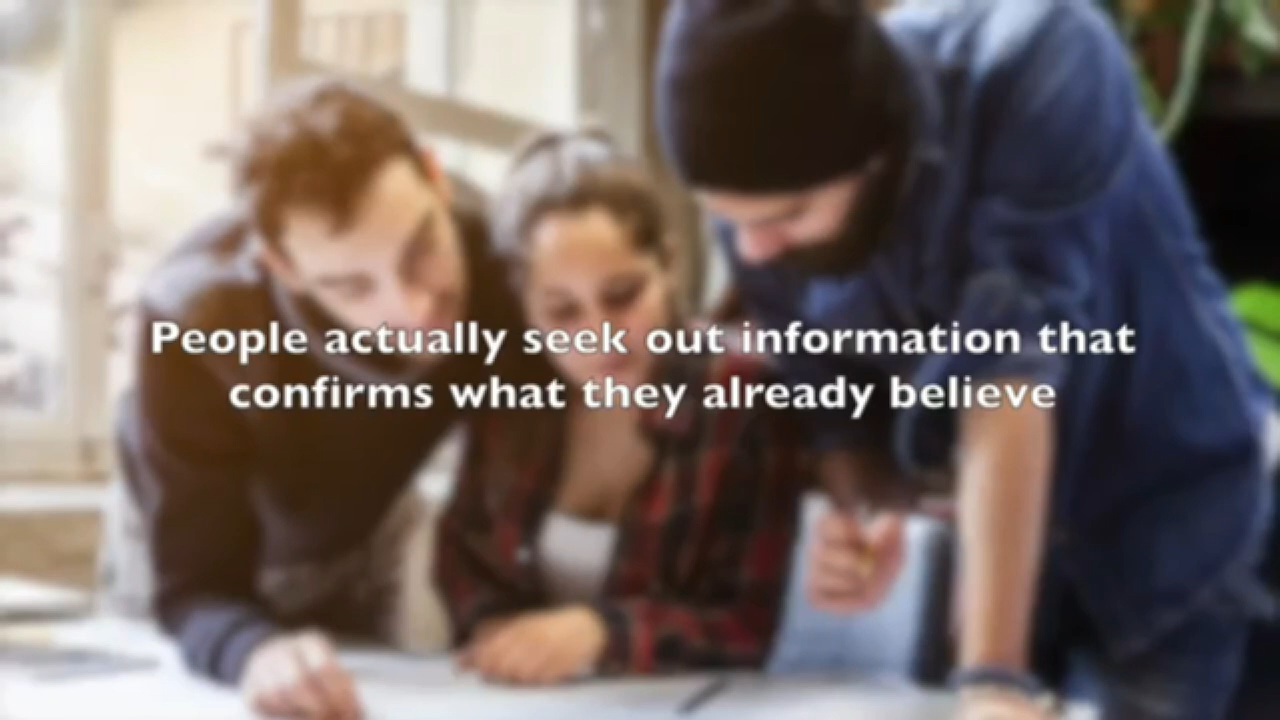 People actually seek out information that
confirms what they already believe